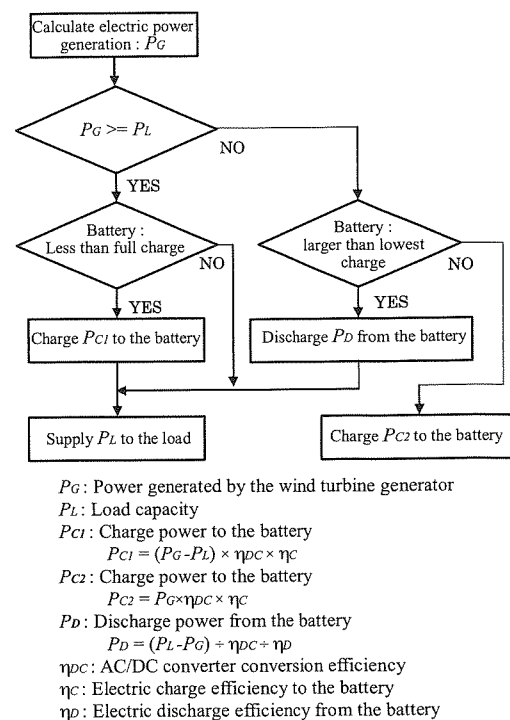 Calculate electric power
generation : PG
PG >= PL
NO
YES
Battery :
Less than full charge
NO
YES
Battery :
larger than lowest
charge
NO
YES
Charge PC1 to the battery
Discharge PD from the battery
Supply PL to the load
Charge PC2 to the battery
PG : Power generated by the wind turbine generator
PL : Load capacity
PC1 : Charge power to the battery
PC1 = (PG -PL) × ηDC × ηC
PC2 : Charge power to the battery
PC2 = PG×ηDC × ηC
PD : Discharge power from the battery
PD = (PL -PG) ÷ ηDC ÷ ηD
ηDC : AC/DC converter conversion efficiency
ηC : Electric charge efficiency to the battery
ηD : Electric discharge efficiency from the battery